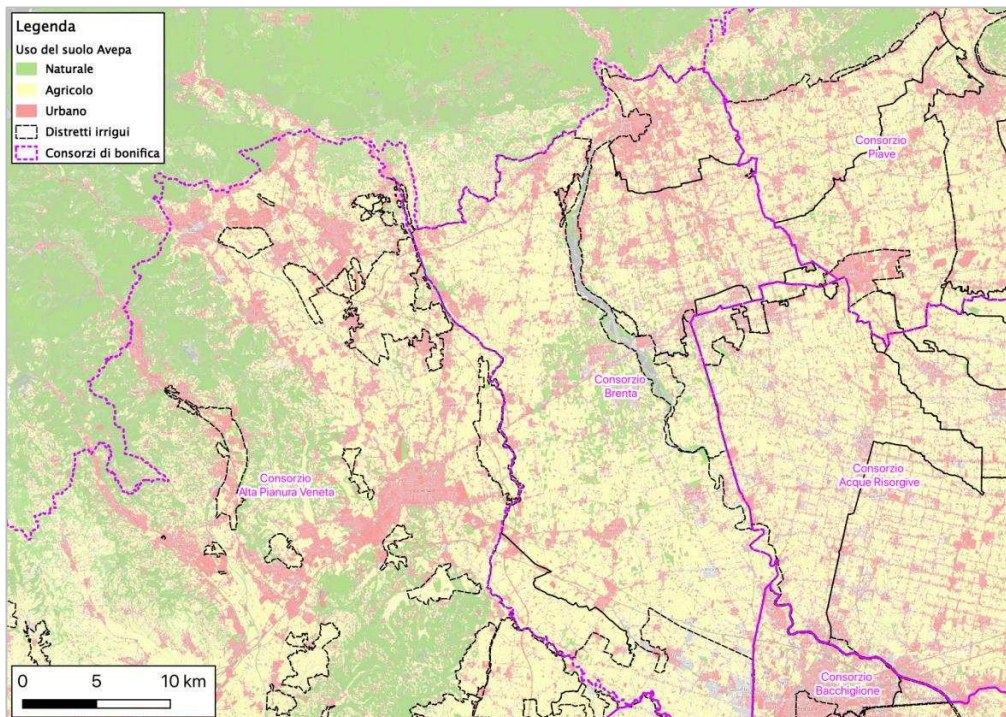 Legenda
Uso del suolo Avepa
Naturale
Agricolo
Urbano
Distretti irrigui
Consorzi di bonifica
Consorzio
Piave
Consorzio
Brenta
Consorzio
Alta Pianura Veneta
Consorzio
Acque Risorgive
Consorzio
Bacchiglione
0 5 10 km